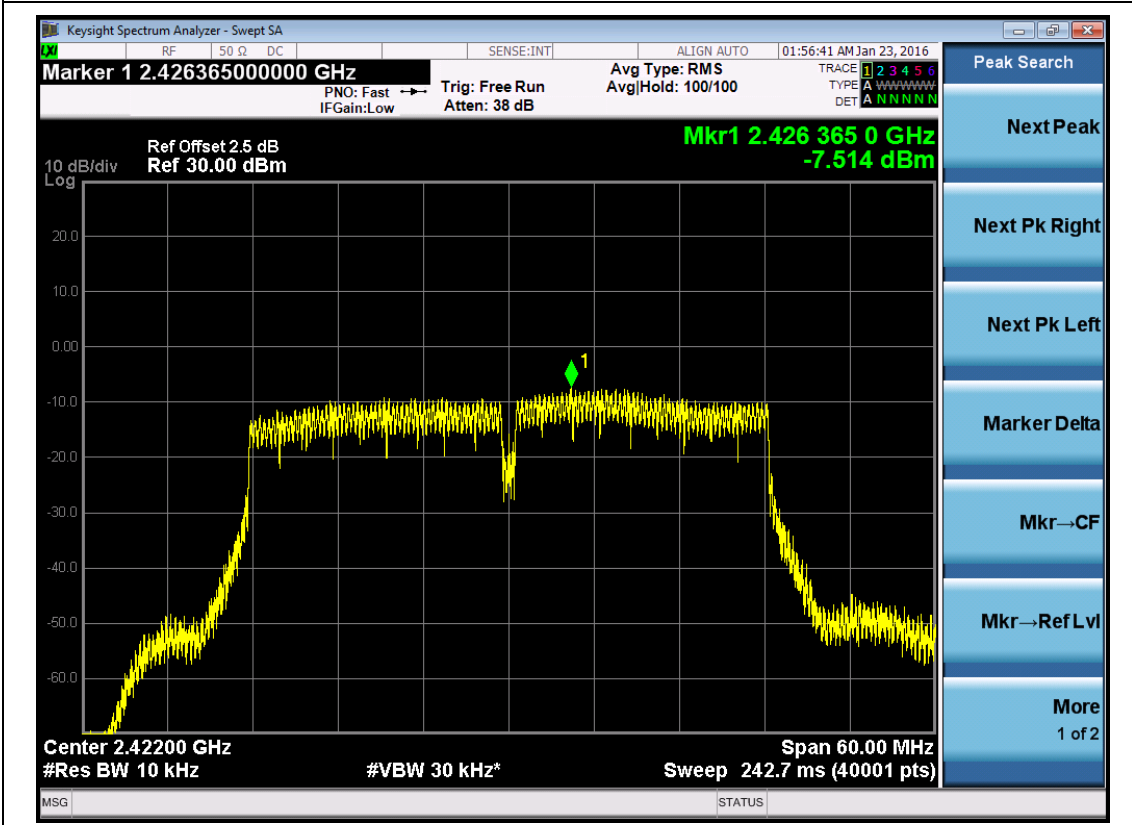 Keysight Spectrum Analyzer - Swept SA
LXI RF 50 Ω DC SENSE:INT ALIGN AUTO 01:56:41 AM Jan 23, 2016
Marker 1 2.426365000000 GHz
PNO: Fast
IFGain:Low
Trig: Free Run
Atten: 38 dB
Avg Type: RMS
Avg|Hold: 100/100
TRACE 1 2 3 4 5 6
TYPE A WWWWW
DET A N N N N N
Peak Search
Mkr1 2.426 365 0 GHz
-7.514 dBm
Ref Offset 2.5 dB
10 dB/div Ref 30.00 dBm
Log
20.0
10.0
0.00
-10.0
-20.0
-30.0
-40.0
-50.0
-60.0
1
Center 2.42200 GHz Span 60.00 MHz
#Res BW 10 kHz #VBW 30 kHz* Sweep 242.7 ms (40001 pts)
MSG STATUS
Next Peak
Next Pk Right
Next Pk Left
Marker Delta
Mkr→CF
Mkr→Ref Lvl
More
1 of 2